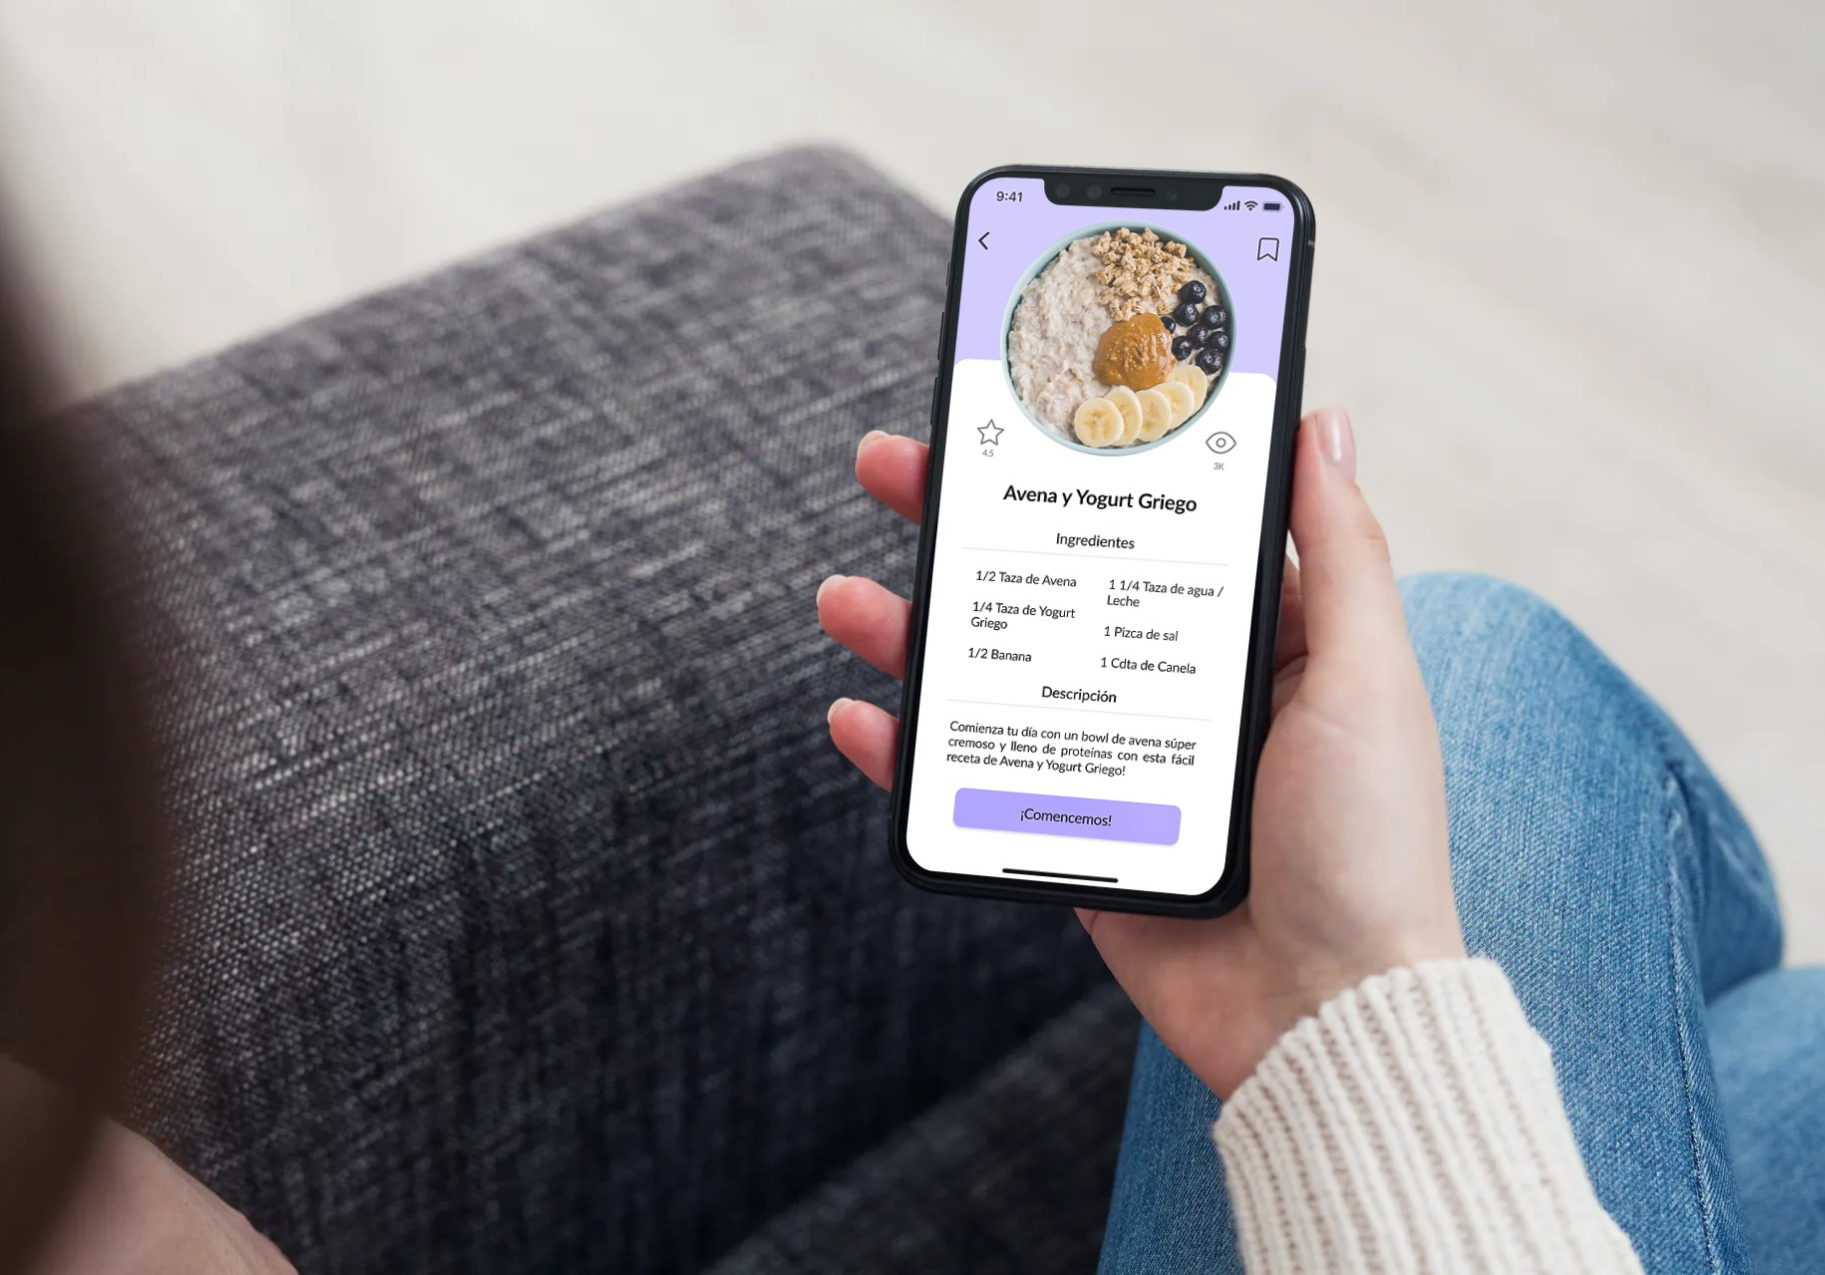 9:41
4.5
3K
Avena y Yogurt Griego
Ingredientes
1/2 Taza de Avena
1/4 Taza de Yogurt
Griego
1/2 Banana
1 1/4 Taza de agua /
Leche
1 Pizca de sal
1 Cdta de Canela
Descripción
Comienza tu día con un bowl de avena súper
cremoso y lleno de proteínas con esta fácil
receta de Avena y Yogurt Griego!
¡Comencemos!